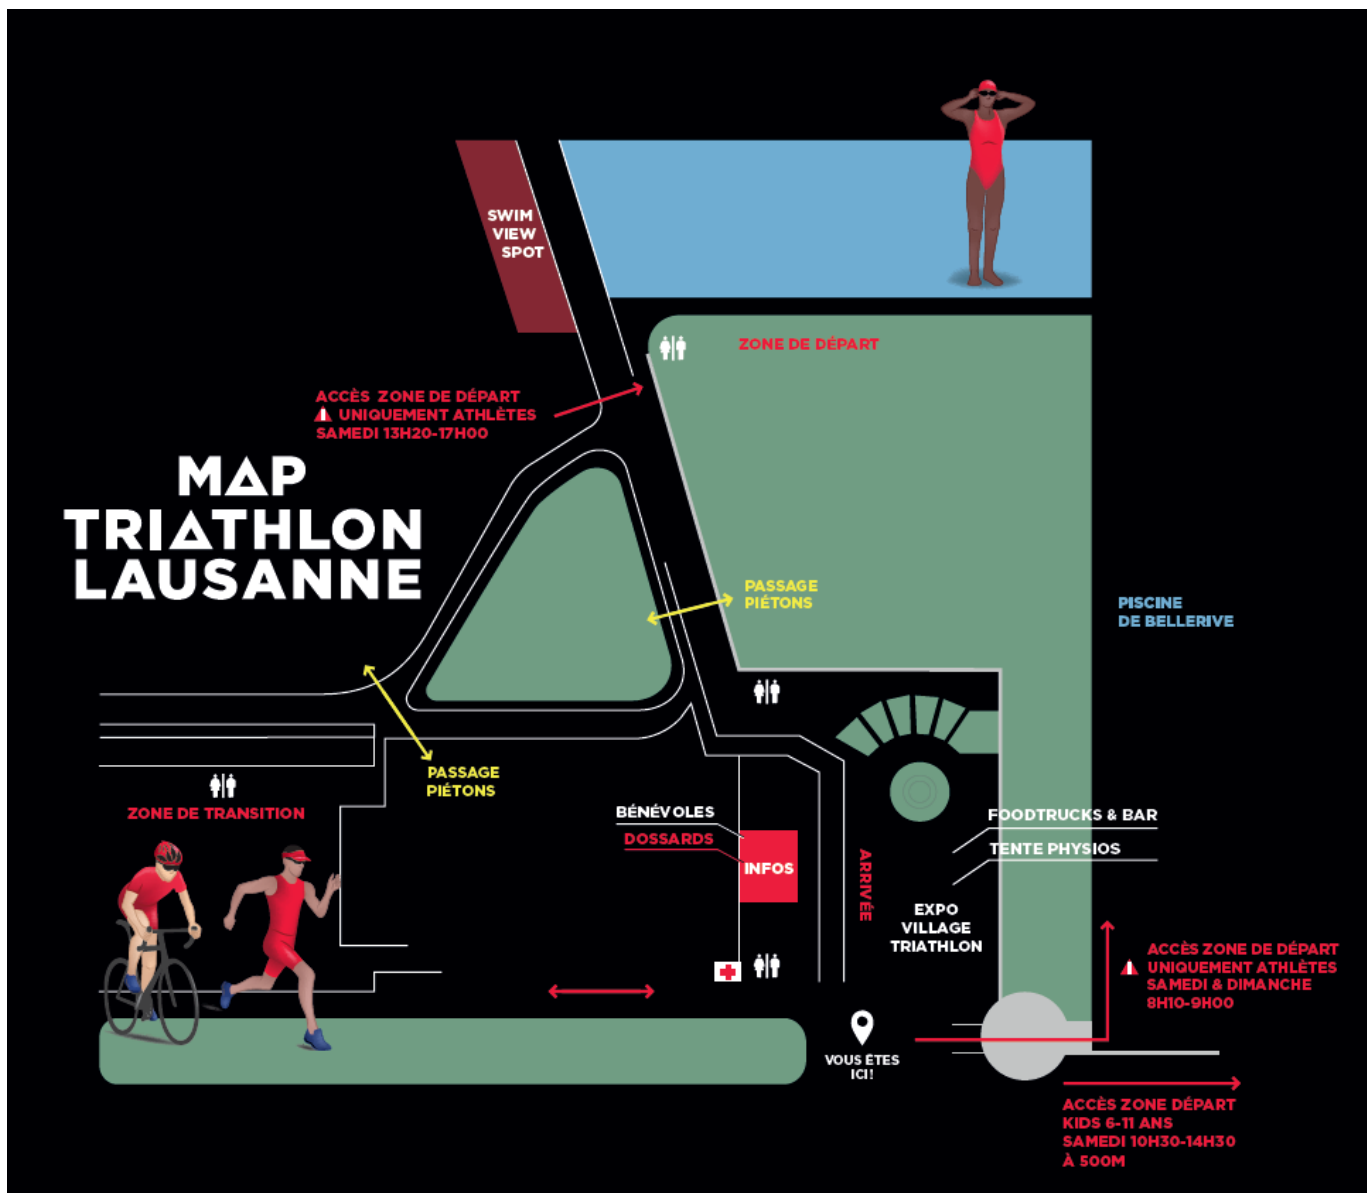 SWIM
VIEW
SPOT
ZONE DE DÉPART
ACCÈS ZONE DE DÉPART
UNIQUEMENT ATHLÈTES
SAMEDI 13H20-17H00
MAP
TRIATHLON
LAUSANNE
PASSAGE
PIÉTONS
PISCINE
DE BELLERIVE
PASSAGE
PIÉTONS
ZONE DE TRANSITION
BÉNÉVOLES
DOSSARDS
INFOS
ARRIVÉE
FOODTRUCKS & BAR
TENTE PHYSIOS
EXPO
VILLAGE
TRIATHLON
ACCÈS ZONE DE DÉPART
UNIQUEMENT ATHLÈTES
SAMEDI & DIMANCHE
8H10-9H00
VOUS ÊTES
ICI!
ACCÈS ZONE DÉPART
KIDS 6-11 ANS
SAMEDI 10H30-14H30
À 500M